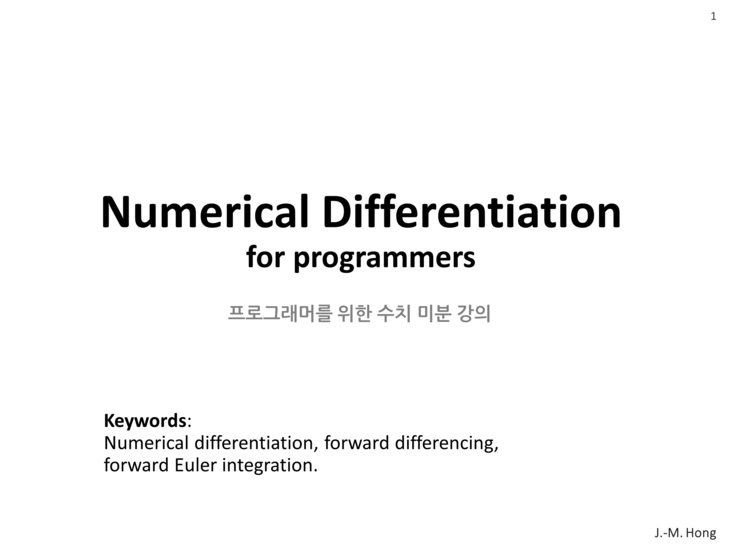 1
Numerical Differentiation
for programmers
프로그래머를 위한 수치 미분 강의
Keywords:
Numerical differentiation, forward differencing,
forward Euler integration.
J.-M. Hong